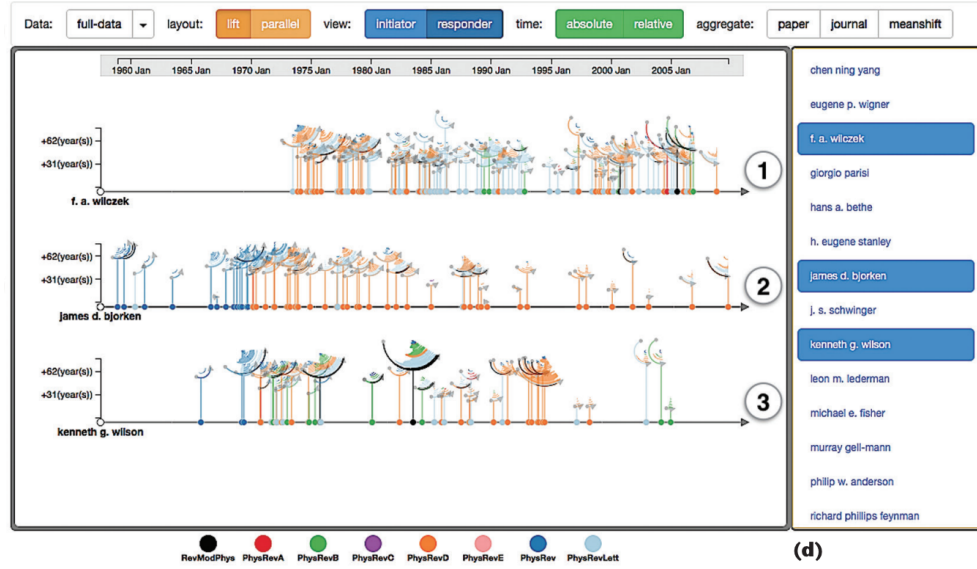 Data: full-data layout: lift parallel view: initiator responder time: absolute relative aggregate: paper journal meanshift
1960 Jan 1965 Jan 1970 Jan 1975 Jan 1980 Jan 1985 Jan 1990 Jan 1995 Jan 2000 Jan 2005 Jan
+62(year(s))
+31(year(s))
f. a. wilczek
1
+62(year(s))
+31(year(s))
james d. bjorken
2
+62(year(s))
+31(year(s))
kenneth g. wilson
3
chen ning yang
eugene p. wigner
f. a. wilczek
giorgio parisi
hans a. bethe
h. eugene stanley
james d. bjorken
j. s. schwinger
kenneth g. wilson
leon m. lederman
michael e. fisher
murray gell-mann
philip w. anderson
richard phillips feynman
RevModPhys PhysRevA PhysRevB PhysRevC PhysRevD PhysRevE PhysRev PhysRevLett
(d)